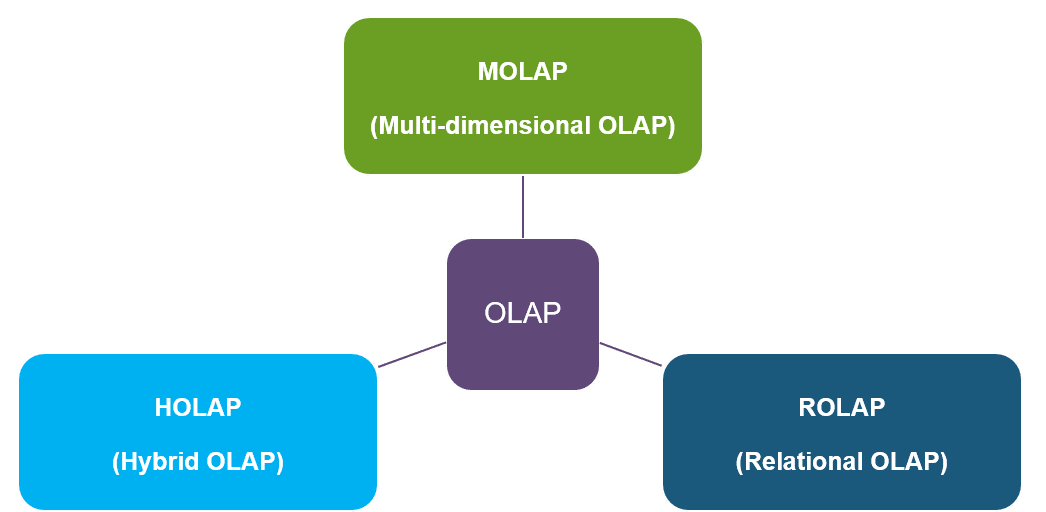 MOLAP
(Multi-dimensional OLAP)
OLAP
HOLAP
(Hybrid OLAP)
ROLAP
(Relational OLAP)